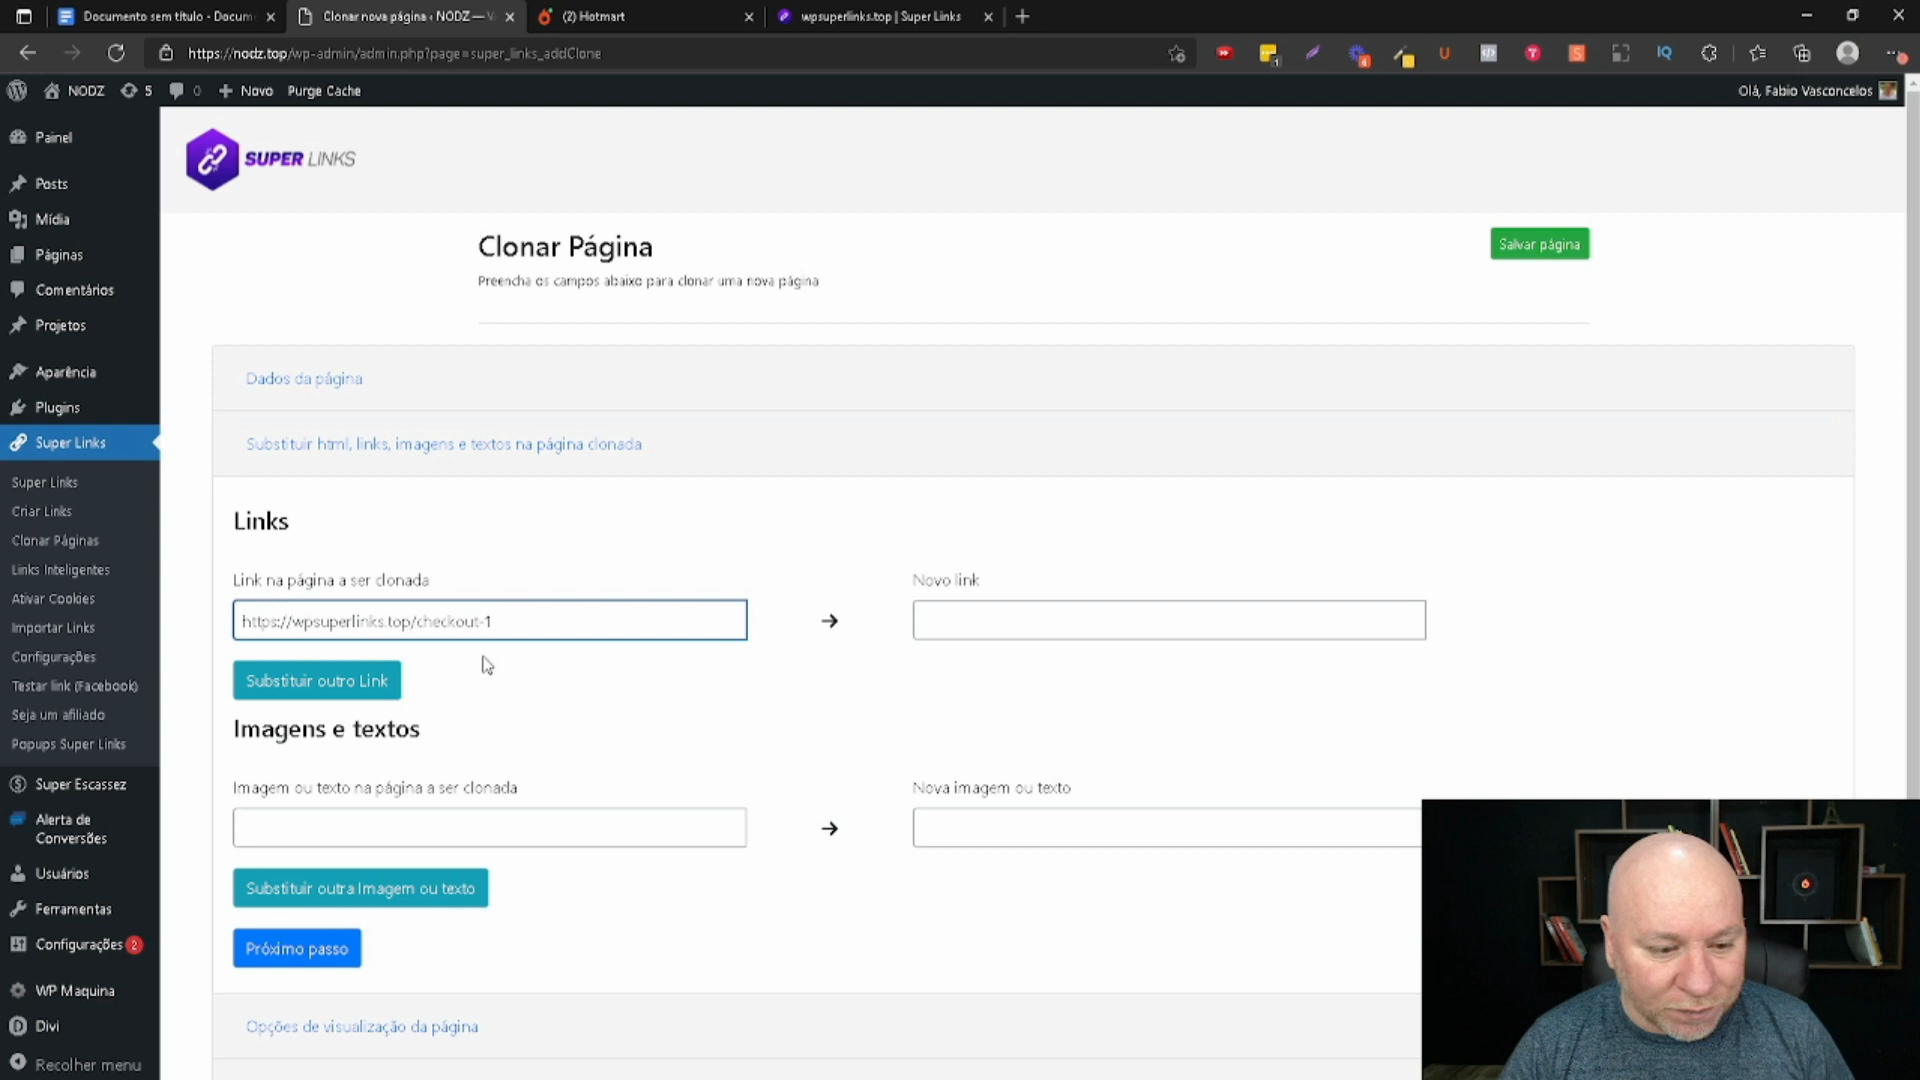 Documento sem título - Docum
Clonar nova página ‹ NODZ — V
(2) Hotmart
wpsuperlinks.top | Super Links
https://nodz.top/wp-admin/admin.php?page=super_links_addClone
NODZ
5
0
Novo
Purge Cache
Olá, Fabio Vasconcelos
Painel
Posts
Mídia
Páginas
Comentários
Projetos
Aparência
Plugins
Super Links
Super Links
Criar Links
Clonar Páginas
Links Inteligentes
Ativar Cookies
Importar Links
Configurações
Testar link (Facebook)
Seja um afiliado
Popups Super Links
Super Escassez
Alerta de
Conversões
Usuários
Ferramentas
Configurações 2
WP Maquina
Divi
Recolher menu
SUPER LINKS
Clonar Página
Salvar página
Preencha os campos abaixo para clonar uma nova página
Dados da página
Substituir html, links, imagens e textos na página clonada
Links
Link na página a ser clonada
Novo link
https://wpsuperlinks.top/checkout-1
Substituir outro Link
Imagens e textos
Imagem ou texto na página a ser clonada
Nova imagem ou texto
Substituir outra Imagem ou texto
Próximo passo
Opções de visualização da página